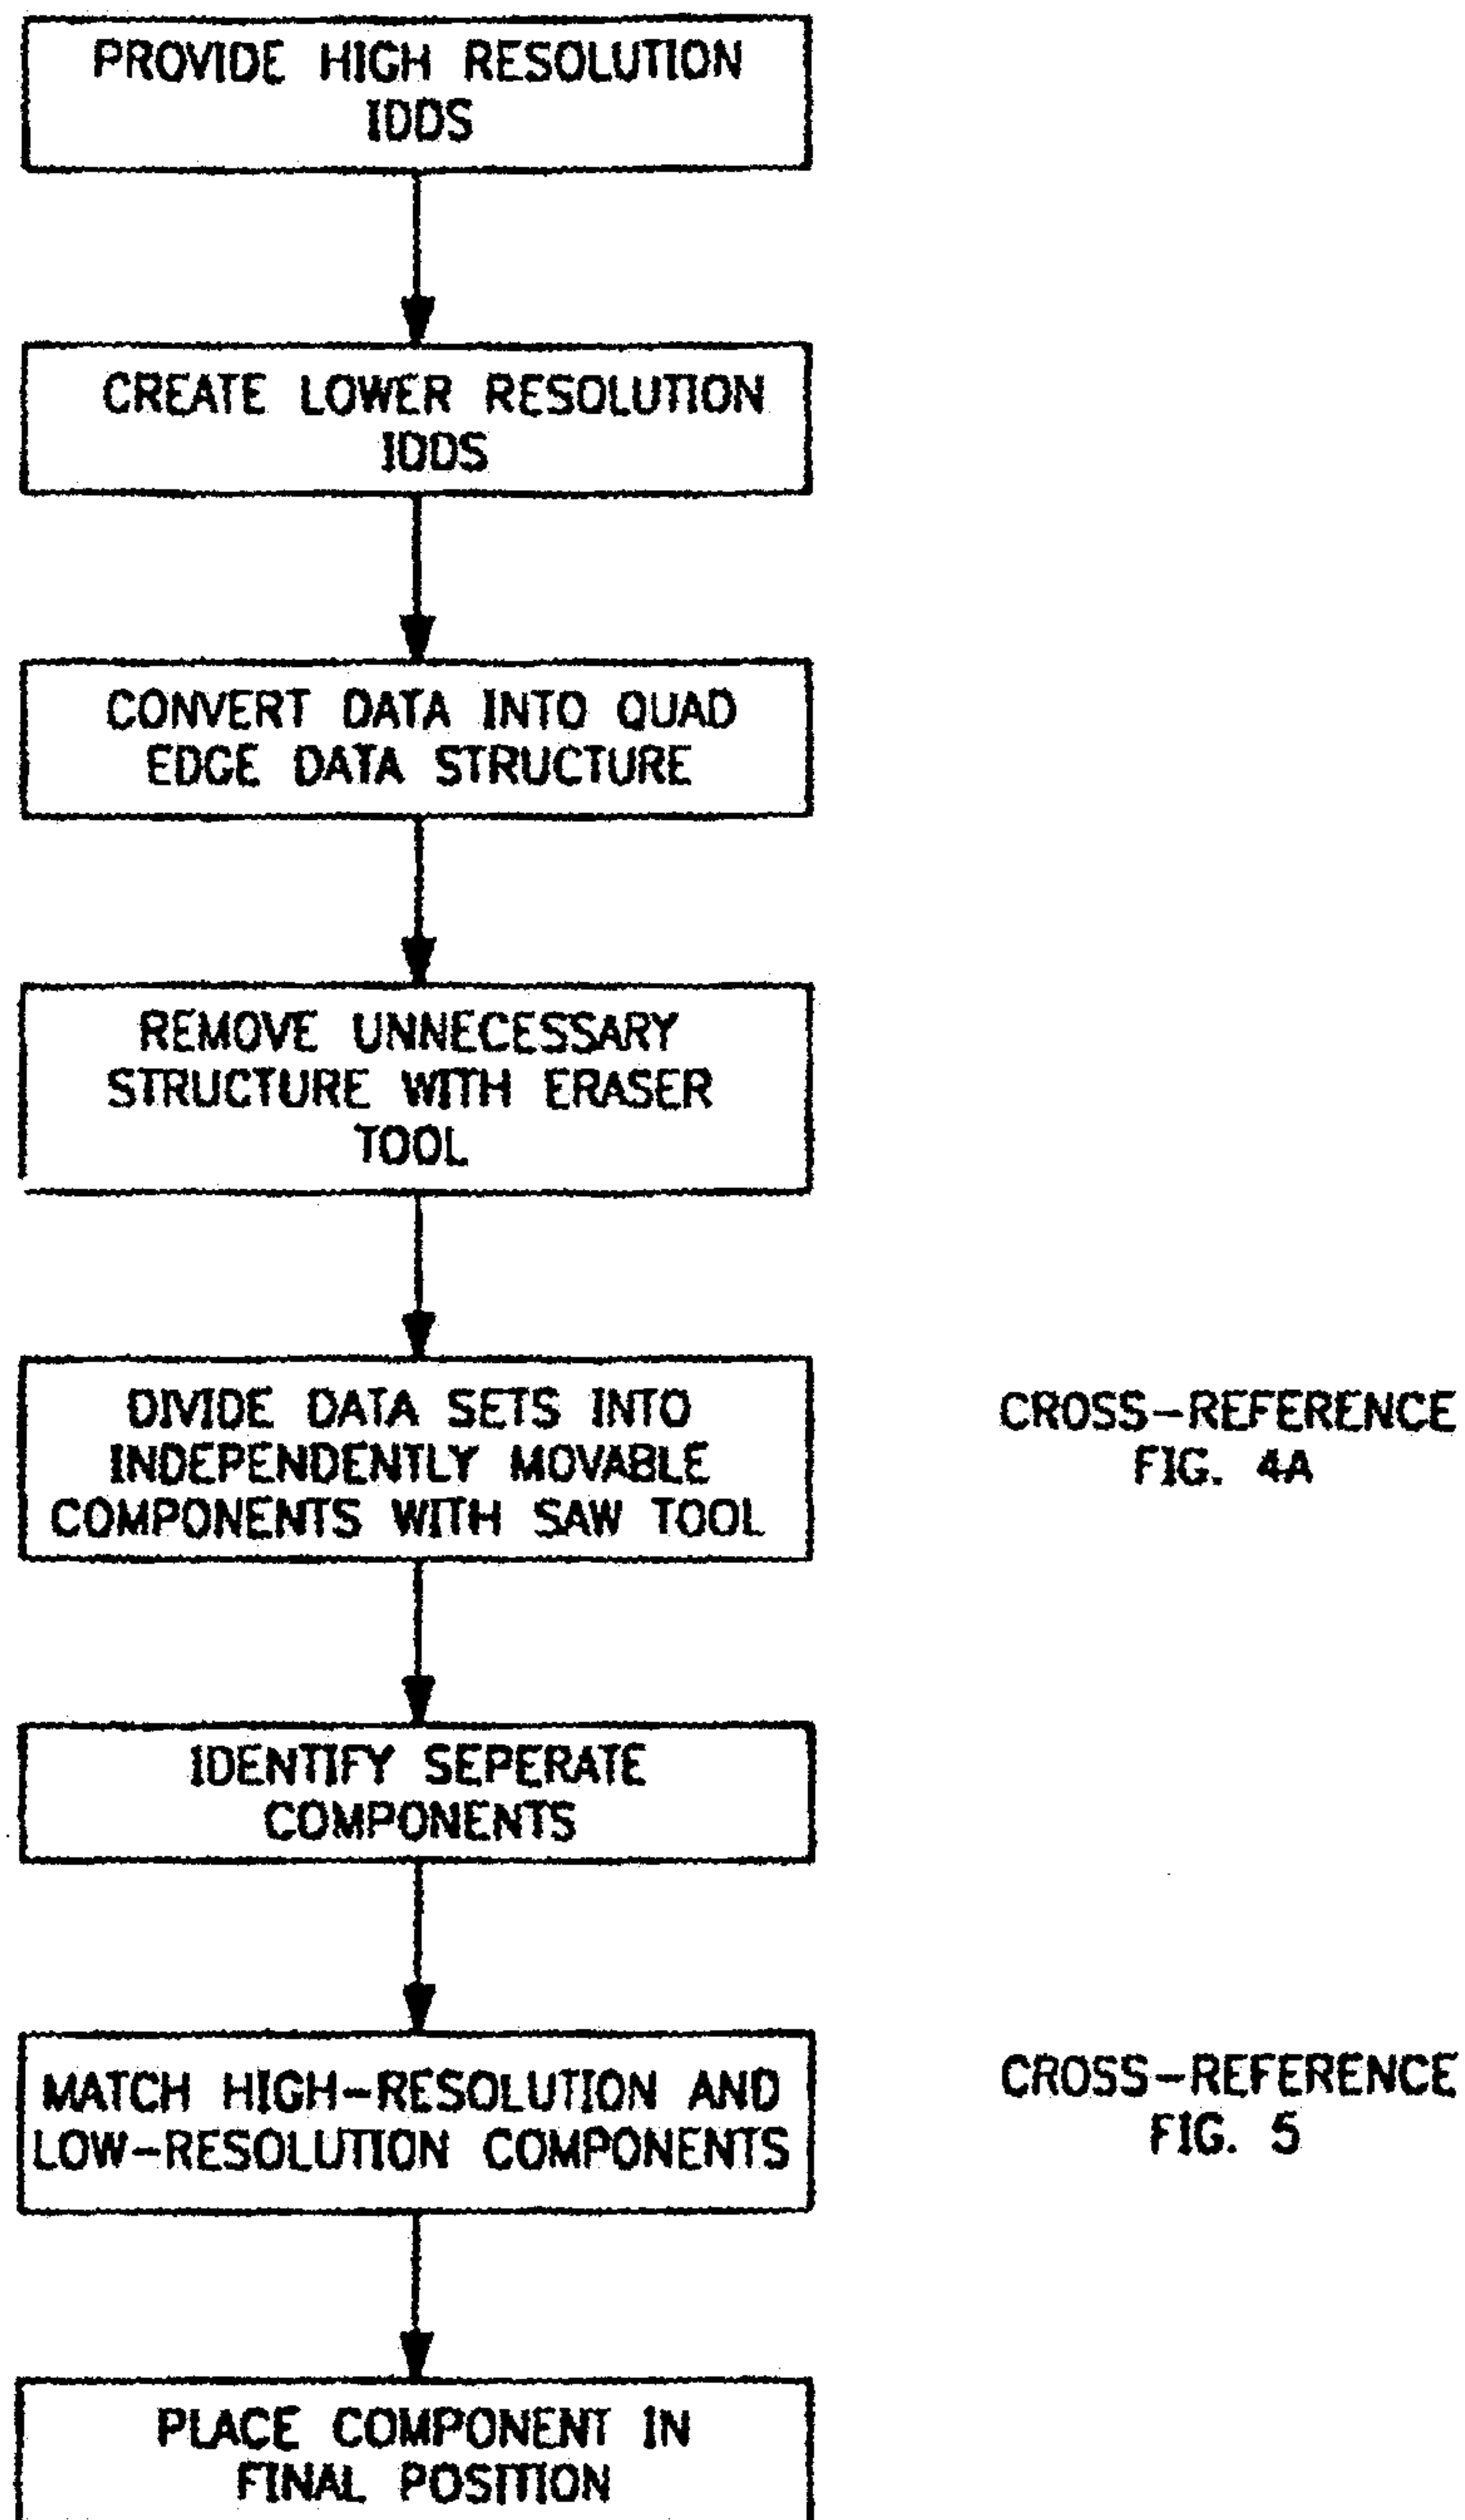 PROVIDE HIGH RESOLUTION
IDDS
CREATE LOWER RESOLUTION
IDDS
CONVERT DATA INTO QUAD
EDGE DATA STRUCTURE
REMOVE UNNECESSARY
STRUCTURE WITH ERASER
TOOL
DIVIDE DATA SETS INTO
INDEPENDENTLY MOVABLE
COMPONENTS WITH SAW TOOL
CROSS-REFERENCE
FIG. 4A
IDENTIFY SEPERATE
COMPONENTS
MATCH HIGH-RESOLUTION AND
LOW-RESOLUTION COMPONENTS
CROSS-REFERENCE
FIG. 5
PLACE COMPONENT IN
FINAL POSITION